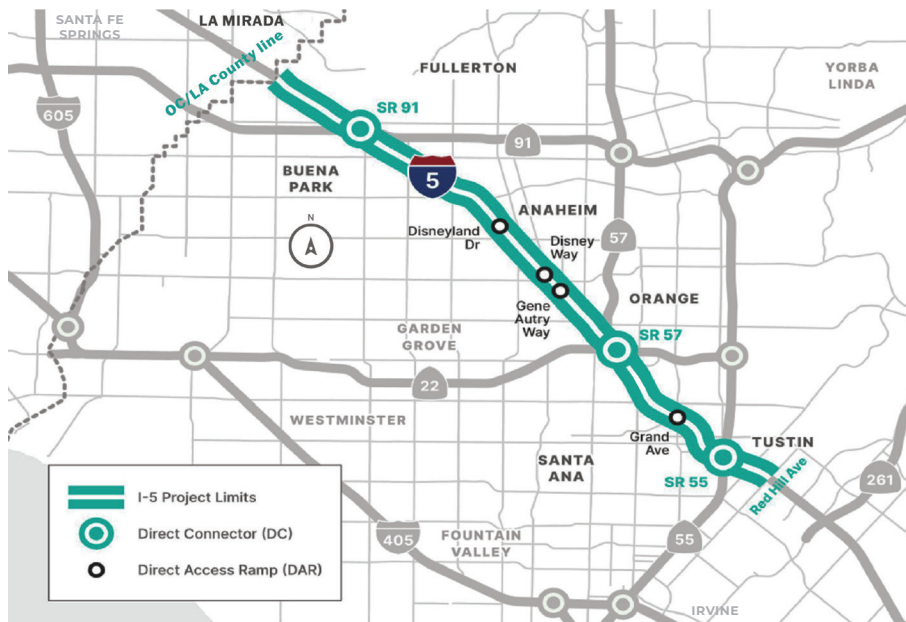 SANTA FE
SPRINGS
LA MIRADA
OC/LA County line
FULLERTON
YORBA
LINDA
605
SR 91
91
BUENA
PARK
5
N
ANAHEIM
Disneyland
Dr
Disney
Way
57
Gene
Autry
Way
ORANGE
GARDEN
GROVE
SR 57
22
WESTMINSTER
Grand
Ave
TUSTIN
SANTA
ANA
SR 55
Red Hill Ave
261
I-5 Project Limits
Direct Connector (DC)
Direct Access Ramp (DAR)
405
FOUNTAIN
VALLEY
55
IRVINE